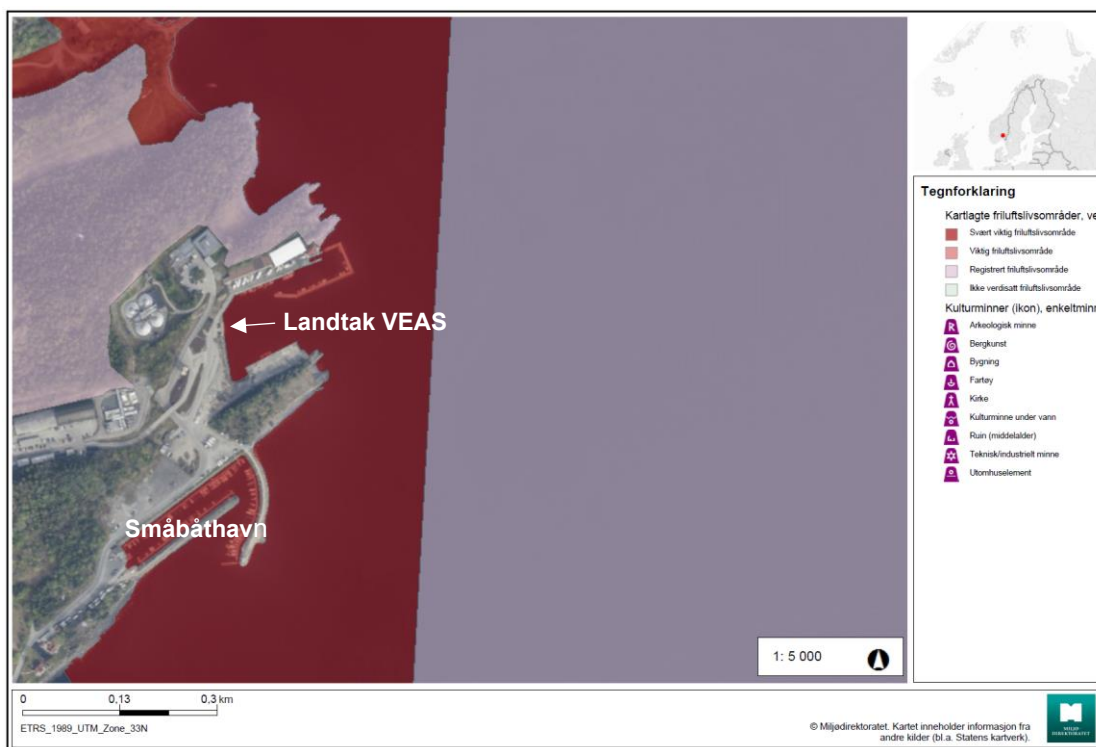 Landtak VEAS
Småbåthavn
1: 5 000
Tegnforklaring
Kartlagte friluftslivsområder, ve
Svært viktig friluftslivsområde
Viktig friluftslivsområde
Registrert friluftslivsområde
Ikke verdisatt friluftslivsområde
Kulturminner (ikon), enkeltminn
Arkeologisk minne
Bergkunst
Bygning
Fartøy
Kirke
Kulturminne under vann
Ruin (middelalder)
Teknisk/industrielt minne
Utomhuselement
0 0,13 0,3 km
ETRS_1989_UTM_Zone_33N
© Miljødirektoratet. Kartet inneholder informasjon fra
andre kilder (bl.a. Statens kartverk).
MILJØ-
DIREKTORATET